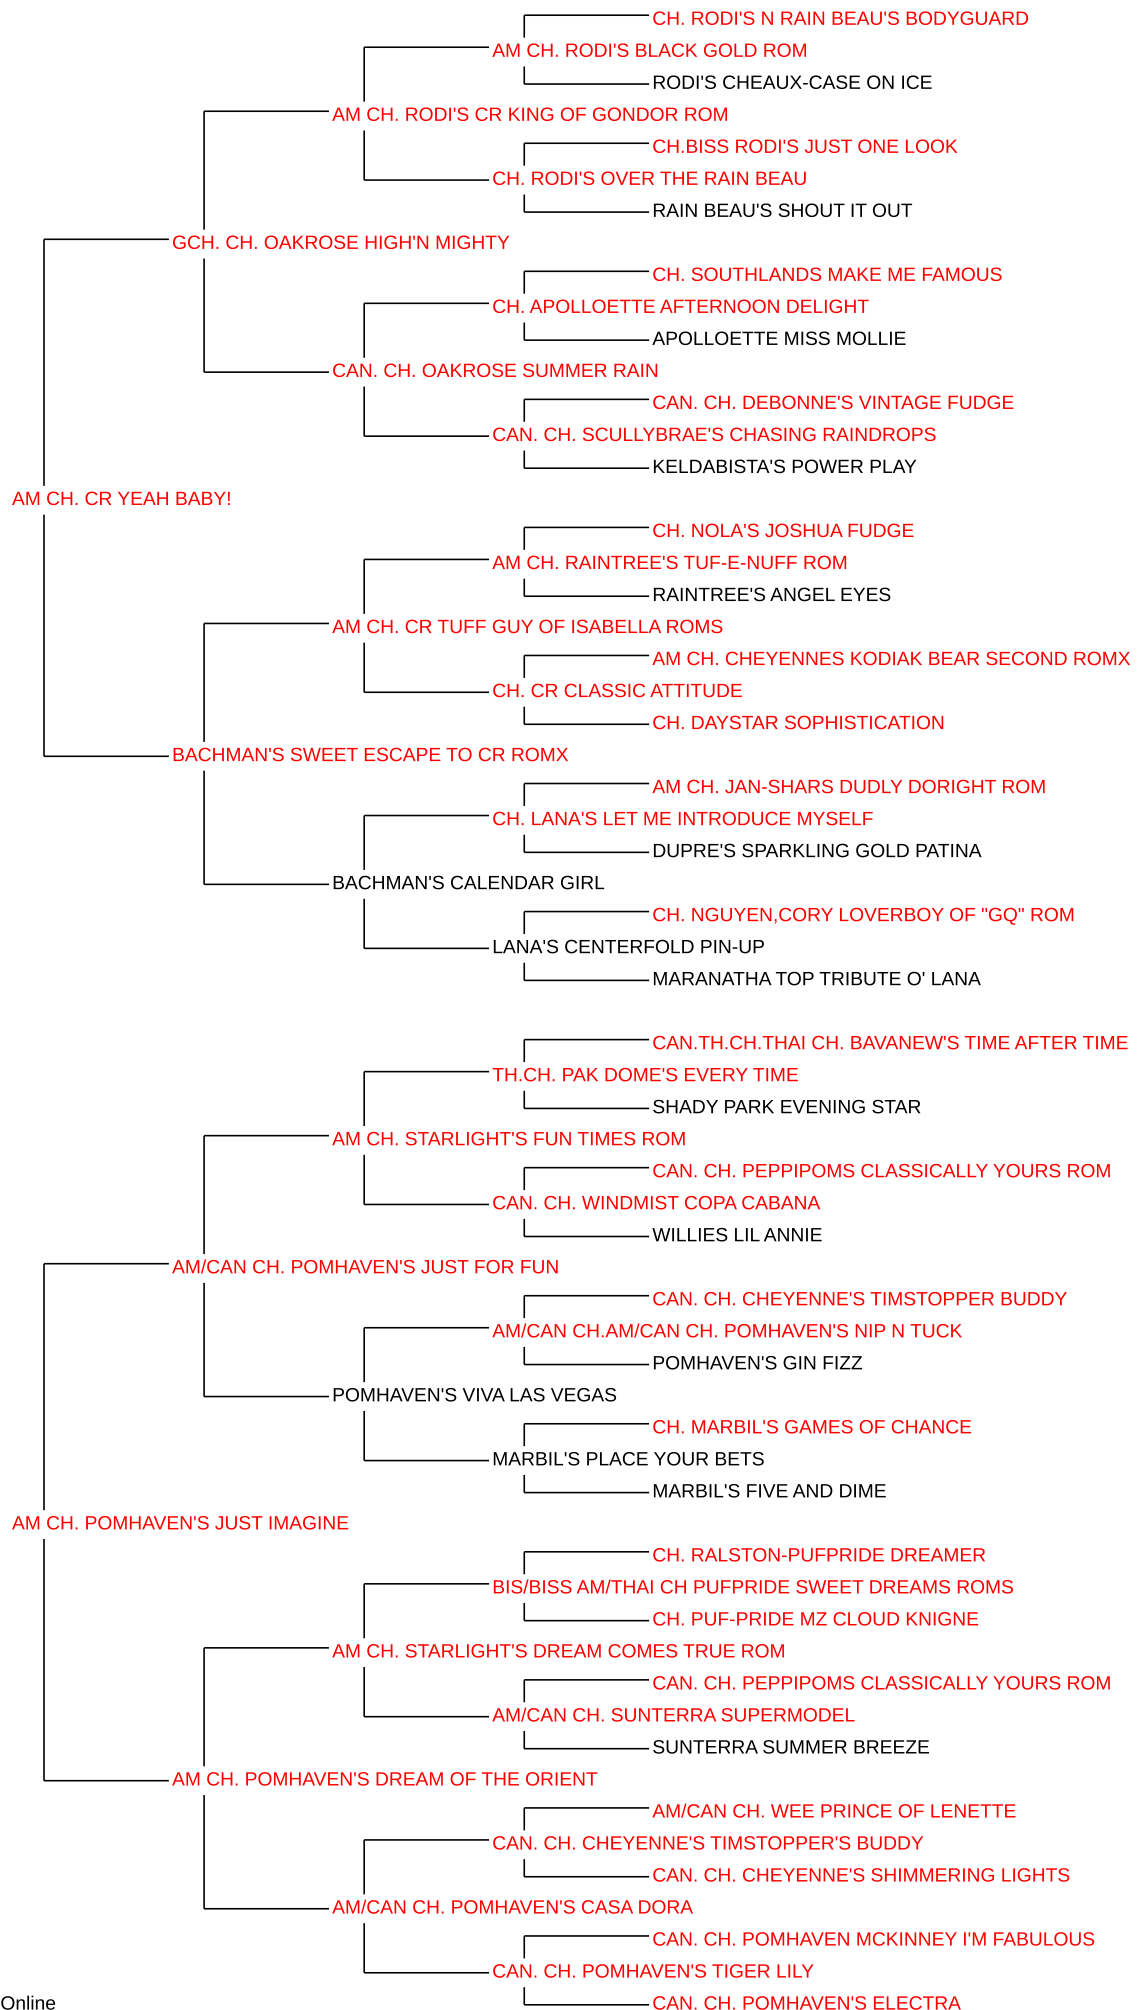 CH. RODI'S N RAIN BEAU'S BODYGUARD
AM CH. RODI'S BLACK GOLD ROM
RODI'S CHEAUX-CASE ON ICE
AM CH. RODI'S CR KING OF GONDOR ROM
CH.BISS RODI'S JUST ONE LOOK
CH. RODI'S OVER THE RAIN BEAU
RAIN BEAU'S SHOUT IT OUT
GCH. CH. OAKROSE HIGH'N MIGHTY
CH. SOUTHLANDS MAKE ME FAMOUS
CH. APOLLOETTE AFTERNOON DELIGHT
APOLLOETTE MISS MOLLIE
CAN. CH. OAKROSE SUMMER RAIN
CAN. CH. DEBONNE'S VINTAGE FUDGE
CAN. CH. SCULLYBRAE'S CHASING RAINDROPS
KELDABISTA'S POWER PLAY
AM CH. CR YEAH BABY!
CH. NOLA'S JOSHUA FUDGE
AM CH. RAINTREE'S TUF-E-NUFF ROM
RAINTREE'S ANGEL EYES
AM CH. CR TUFF GUY OF ISABELLA ROMS
AM CH. CHEYENNES KODIAK BEAR SECOND ROMX
CH. CR CLASSIC ATTITUDE
CH. DAYSTAR SOPHISTICATION
BACHMAN'S SWEET ESCAPE TO CR ROMX
AM CH. JAN-SHARS DUDLY DORIGHT ROM
CH. LANA'S LET ME INTRODUCE MYSELF
DUPRE'S SPARKLING GOLD PATINA
BACHMAN'S CALENDAR GIRL
CH. NGUYEN,CORY LOVERBOY OF "GQ" ROM
LANA'S CENTERFOLD PIN-UP
MARANATHA TOP TRIBUTE O' LANA
CAN.TH.CH.THAI CH. BAVANEW'S TIME AFTER TIME
TH.CH. PAK DOME'S EVERY TIME
SHADY PARK EVENING STAR
AM CH. STARLIGHT'S FUN TIMES ROM
CAN. CH. PEPPIPOMS CLASSICALLY YOURS ROM
CAN. CH. WINDMIST COPA CABANA
WILLIES LIL ANNIE
AM/CAN CH. POMHAVEN'S JUST FOR FUN
CAN. CH. CHEYENNE'S TIMSTOPPER BUDDY
AM/CAN CH.AM/CAN CH. POMHAVEN'S NIP N TUCK
POMHAVEN'S GIN FIZZ
POMHAVEN'S VIVA LAS VEGAS
CH. MARBIL'S GAMES OF CHANCE
MARBIL'S PLACE YOUR BETS
MARBIL'S FIVE AND DIME
AM CH. POMHAVEN'S JUST IMAGINE
CH. RALSTON-PUFPRIDE DREAMER
BIS/BISS AM/THAI CH PUFPRIDE SWEET DREAMS ROMS
CH. PUF-PRIDE MZ CLOUD KNIGNE
AM CH. STARLIGHT'S DREAM COMES TRUE ROM
CAN. CH. PEPPIPOMS CLASSICALLY YOURS ROM
AM/CAN CH. SUNTERRA SUPERMODEL
SUNTERRA SUMMER BREEZE
AM CH. POMHAVEN'S DREAM OF THE ORIENT
AM/CAN CH. WEE PRINCE OF LENETTE
CAN. CH. CHEYENNE'S TIMSTOPPER'S BUDDY
CAN. CH. CHEYENNE'S SHIMMERING LIGHTS
AM/CAN CH. POMHAVEN'S CASA DORA
CAN. CH. POMHAVEN MCKINNEY I'M FABULOUS
CAN. CH. POMHAVEN'S TIGER LILY
CAN. CH. POMHAVEN'S ELECTRA
Online